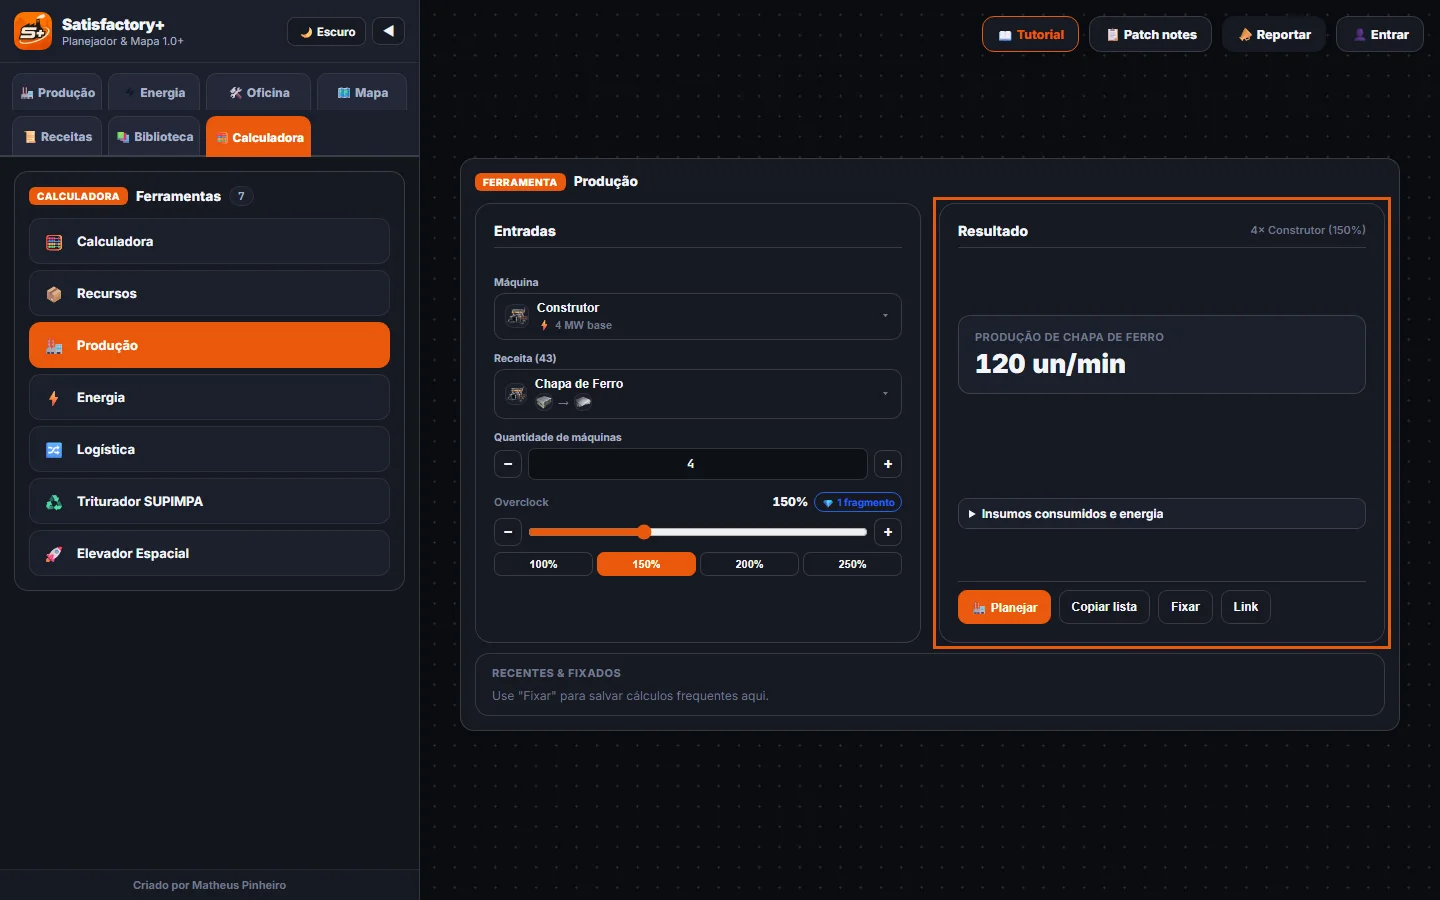 Satisfactory+
Planejador & Mapa 1.0+
Escuro
Tutorial
Patch notes
Reportar
Entrar
Produção
Energia
Oficina
Mapa
Receitas
Biblioteca
Calculadora
CALCULADORA Ferramentas 7
Calculadora
Recursos
Produção
Energia
Logística
Triturador SUPIMPA
Elevador Espacial
Criado por Matheus Pinheiro
FERRAMENTA Produção
Entradas
Máquina
Construtor
4 MW base
Receita (43)
Chapa de Ferro
→
Quantidade de máquinas
− 4 +
Overclock 150% 1 fragmento
− +
100% 150% 200% 250%
Resultado 4× Construtor (150%)
PRODUÇÃO DE CHAPA DE FERRO
120 un/min
Insumos consumidos e energia
Planejar Copiar lista Fixar Link
RECENTES & FIXADOS
Use "Fixar" para salvar cálculos frequentes aqui.